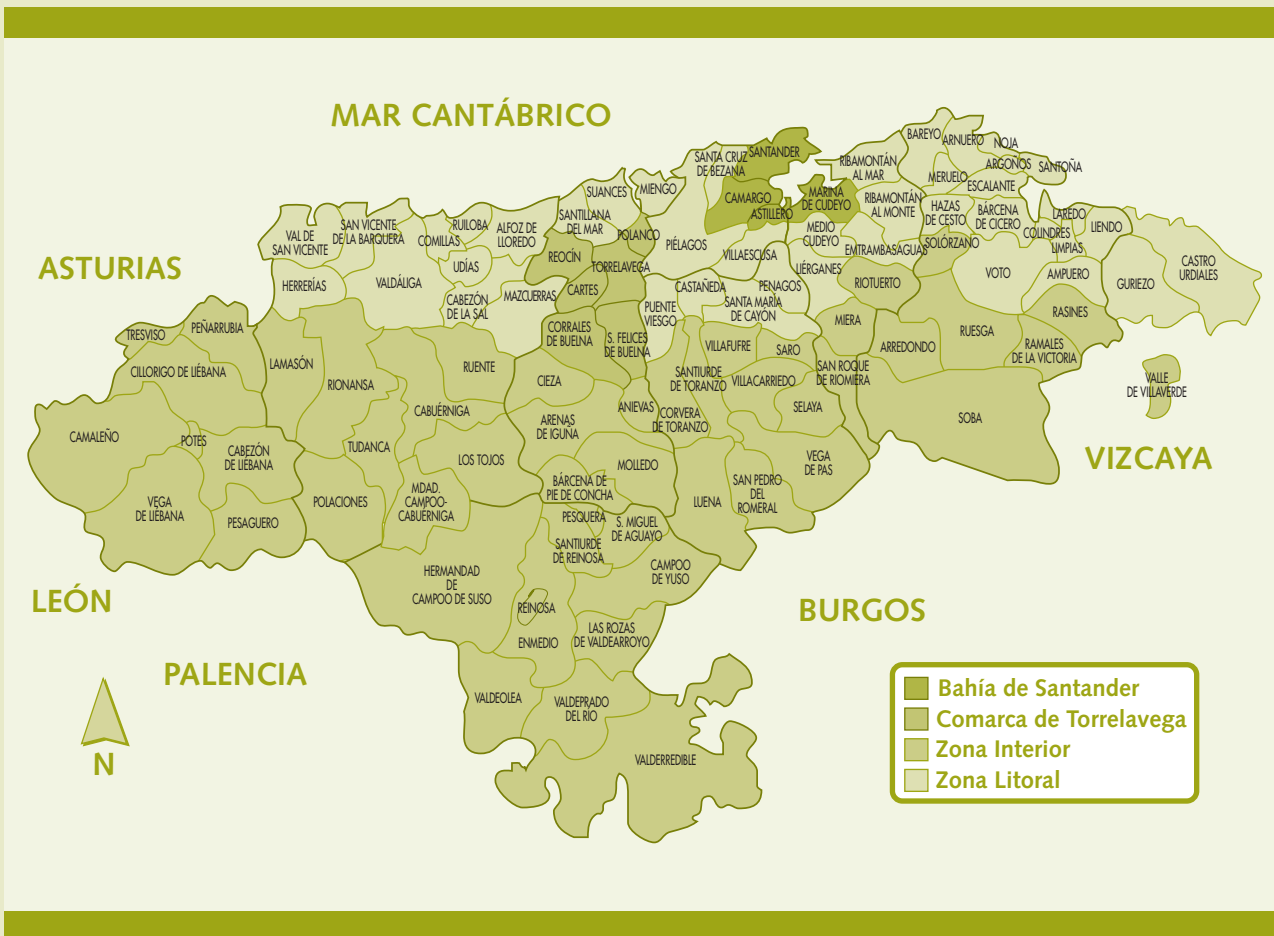 MAR CANTÁBRICO
BAREYO
ARNUERO
NOJA
SANTA CRUZ
DE BEZANA
SANTANDER
RIBAMONTÁN
AL MAR
ARGOÑOS
SANTOÑA
MERUELO
ESCALANTE
SUANCES
MIENGO
CAMARGO
MARINA
DE CUDEYO
ASTILLERO
RIBAMONTÁN
AL MONTE
HAZAS
DE CESTO
BÁRCENA
DE CICERO
LAREDO
COLINDRES
LIENDO
LIMPIAS
VAL DE
SAN VICENTE
SAN VICENTE
DE LA BARQUERA
COMILLAS
RUILOBA
ALFOZ DE
LLOREDO
SANTILLANA
DEL MAR
POLANCO
PIÉLAGOS
MEDIO
CUDEYO
EMTRAMBASAGUAS
SOLÓRZANO
ASTURIAS
HERRERÍAS
VALDÁLIGA
UDÍAS
CABEZÓN
DE LA SAL
MAZCUERRAS
REOCÍN
TORRELAVEGA
CARTES
VILLAESCUSA
CASTAÑEDA
PENAGOS
LIÉRGANES
RIOTUERTO
VOTO
AMPUERO
GURIEZO
CASTRO
URDIALES
PUENTE
VIESGO
SANTA MARÍA
DE CAYÓN
MIERA
RASINES
TRESVISO
PEÑARRUBIA
CORRALES
DE BUELNA
S. FELICES
DE BUELNA
VILLAFUFRE
SARO
ARREDONDO
RUESGA
RAMALES
DE LA VICTORIA
CILLORIGO DE LIÉBANA
LAMASÓN
RIONANSA
RUENTE
CIEZA
SANTIURDE
DE TORANZO
VILLACARRIEDO
SAN ROQUE
DE RIOMIERA
VALLE
DE VILLAVERDE
CABUÉRNIGA
ANIEVAS
CORVERA
DE TORANZO
SELAYA
SOBA
CAMALEÑO
POTES
CABEZÓN
DE LIÉBANA
TUDANCA
LOS TOJOS
ARENAS
DE IGUÑA
MOLLEDO
VEGA
DE PAS
VIZCAYA
VEGA
DE LIÉBANA
PESAGUERO
POLACIONES
MDAD.
CAMPOO-
CABUÉRNIGA
BÁRCENA DE
PIE DE CONCHA
LUENA
SAN PEDRO
DEL
ROMERAL
PESQUERA
S. MIGUEL
DE AGUAYO
SANTIURDE
DE REINOSA
HERMANDAD
DE
CAMPOO DE SUSO
CAMPOO
DE YUSO
LEÓN
REINOSA
ENMEDIO
LAS ROZAS
DE VALDEARROYO
BURGOS
PALENCIA
VALDEOLEA
VALDEPRADO
DEL RÍO
VALDERREDIBLE
N
Bahía de Santander
Comarca de Torrelavega
Zona Interior
Zona Litoral